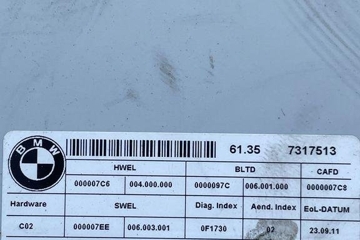 BMW
61.35 7317513
HWEL BLTD CAFD
000007C6 004.000.000 0000097C 006.001.000 000007C8
Hardware SWEL Diag. Index Aend. Index EoL-DATUM
C02 000007EE 006.003.001 0F1730 02 23.09.11